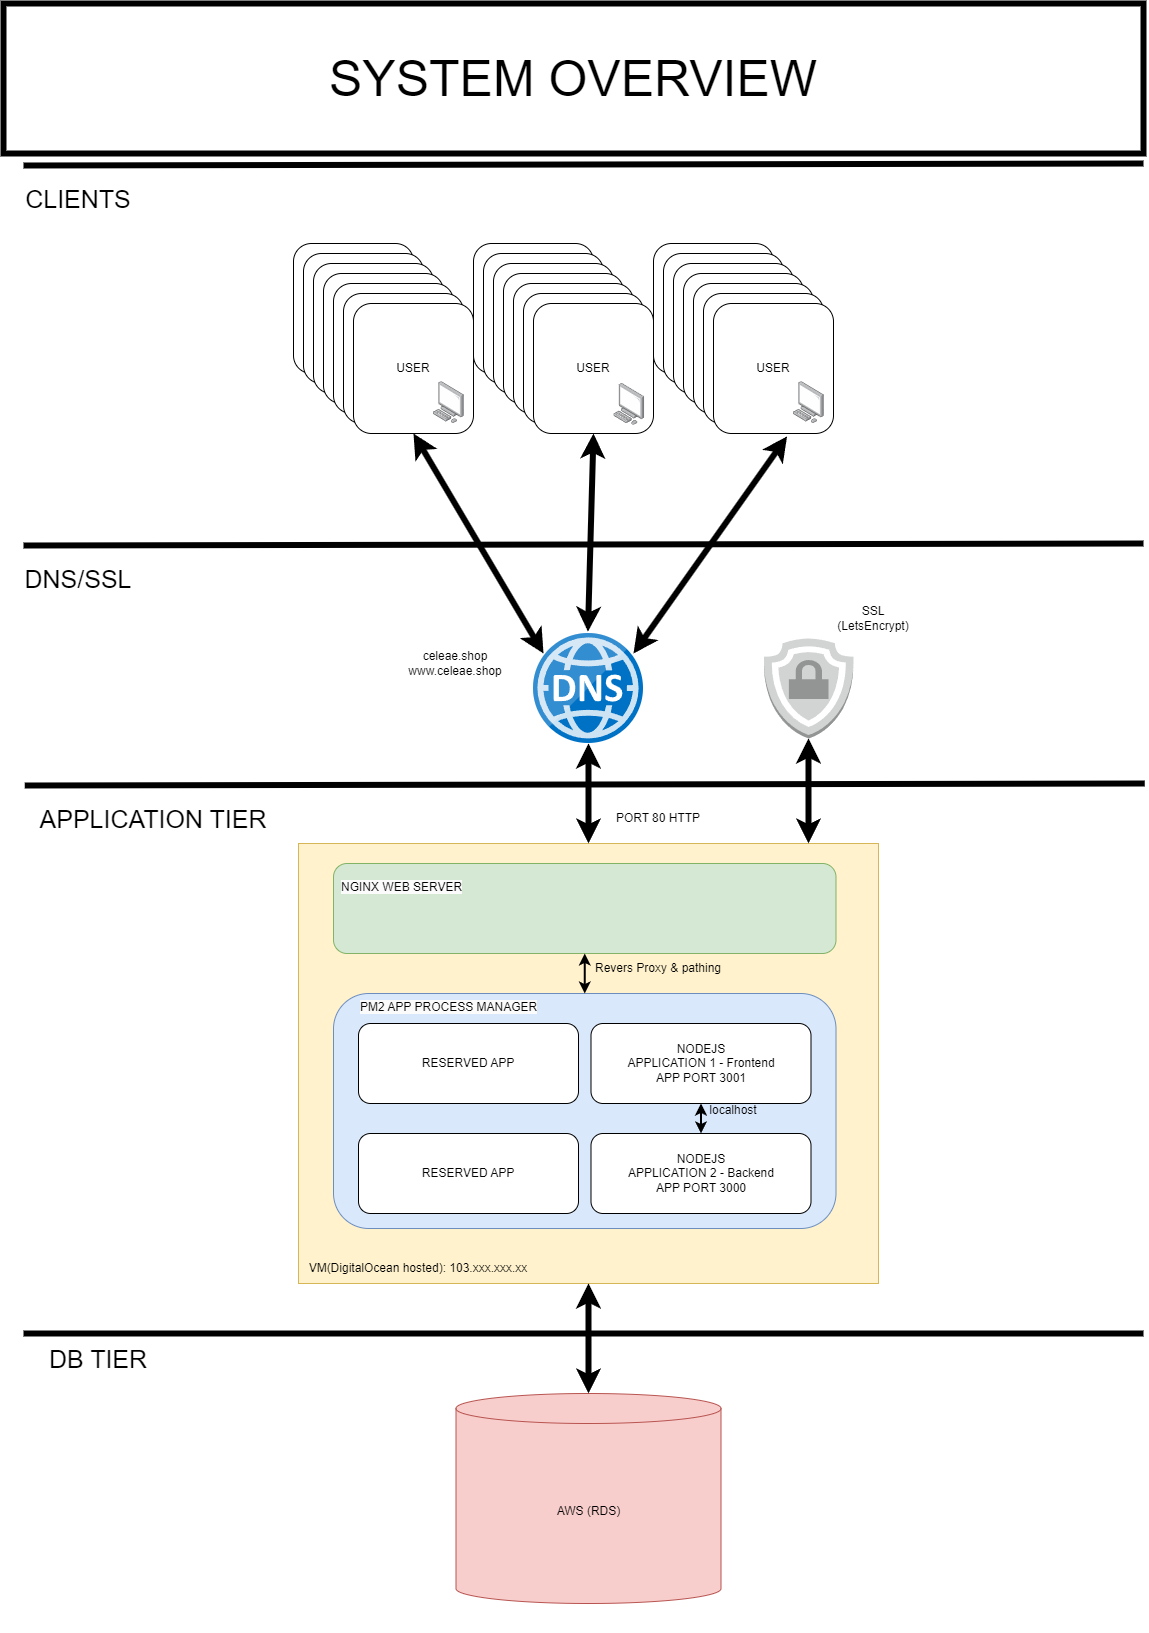 SYSTEM OVERVIEW
CLIENTS
USER
USER
USER
DNS/SSL
SSL
(LetsEncrypt)
celeae.shop
www.celeae.shop
DNS
APPLICATION TIER
PORT 80 HTTP
NGINX WEB SERVER
Revers Proxy & pathing
PM2 APP PROCESS MANAGER
RESERVED APP
NODEJS
APPLICATION 1 - Frontend
APP PORT 3001
localhost
RESERVED APP
NODEJS
APPLICATION 2 - Backend
APP PORT 3000
VM(DigitalOcean hosted): 103.xxx.xxx.xx
DB TIER
AWS (RDS)